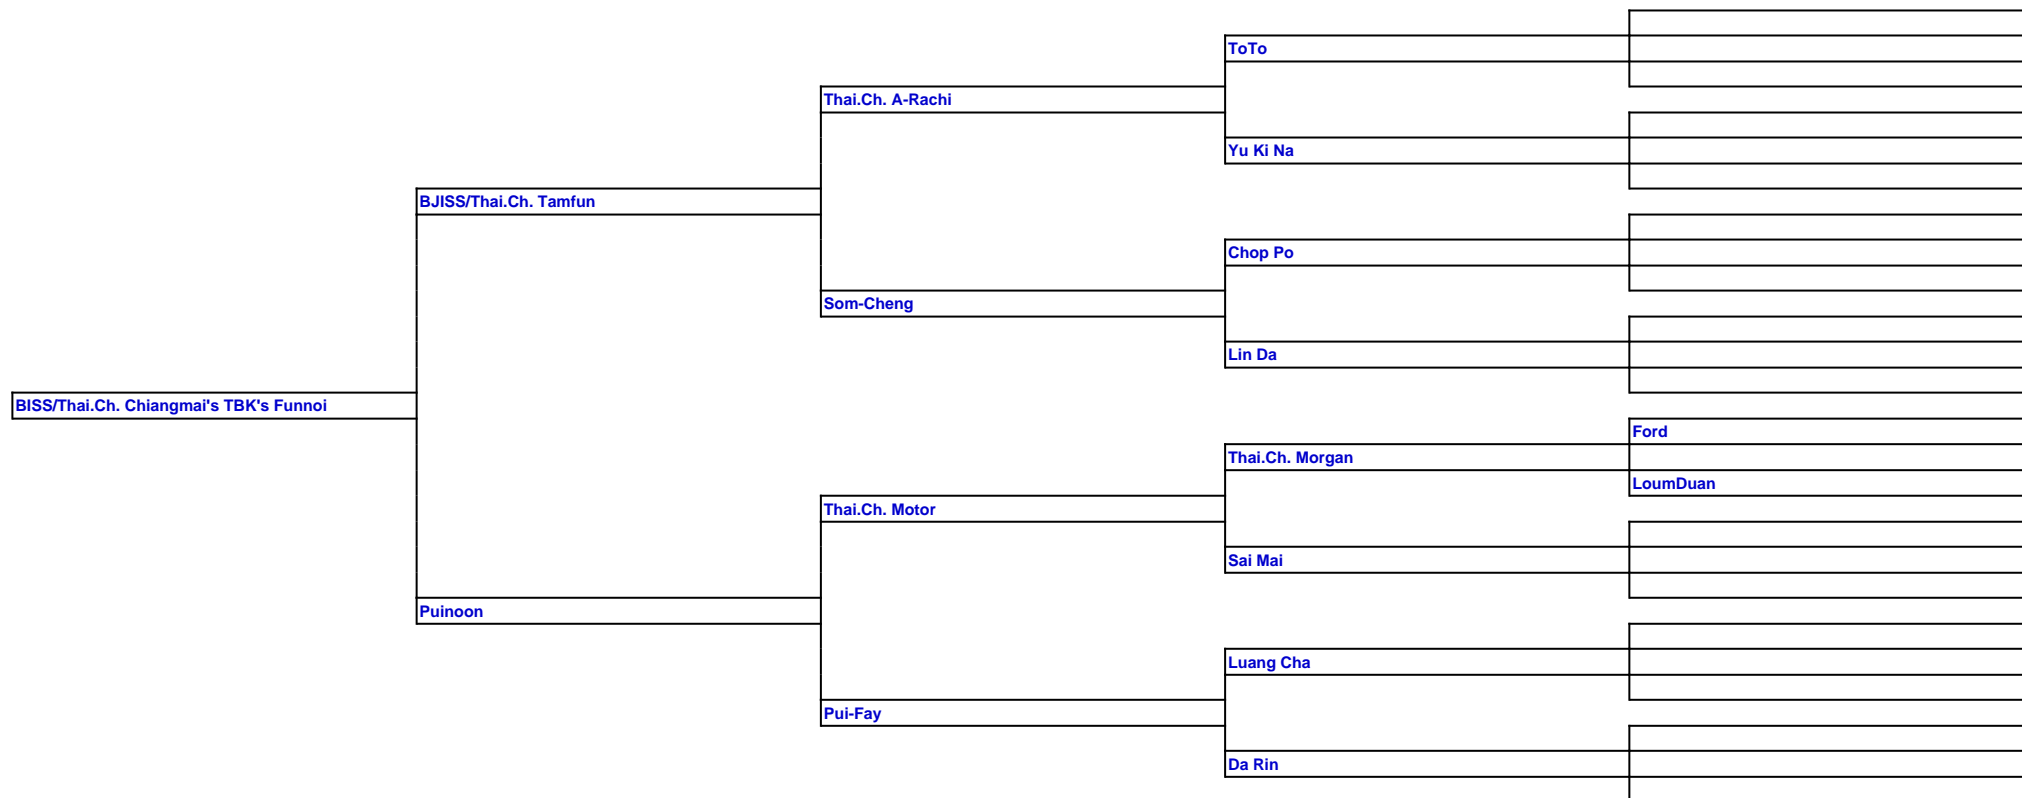 ToTo
Thai.Ch. A-Rachi
Yu Ki Na
BJISS/Thai.Ch. Tamfun
Chop Po
Som-Cheng
Lin Da
BISS/Thai.Ch. Chiangmai's TBK's Funnoi
Ford
Thai.Ch. Morgan
LoumDuan
Thai.Ch. Motor
Sai Mai
Puinoon
Luang Cha
Pui-Fay
Da Rin